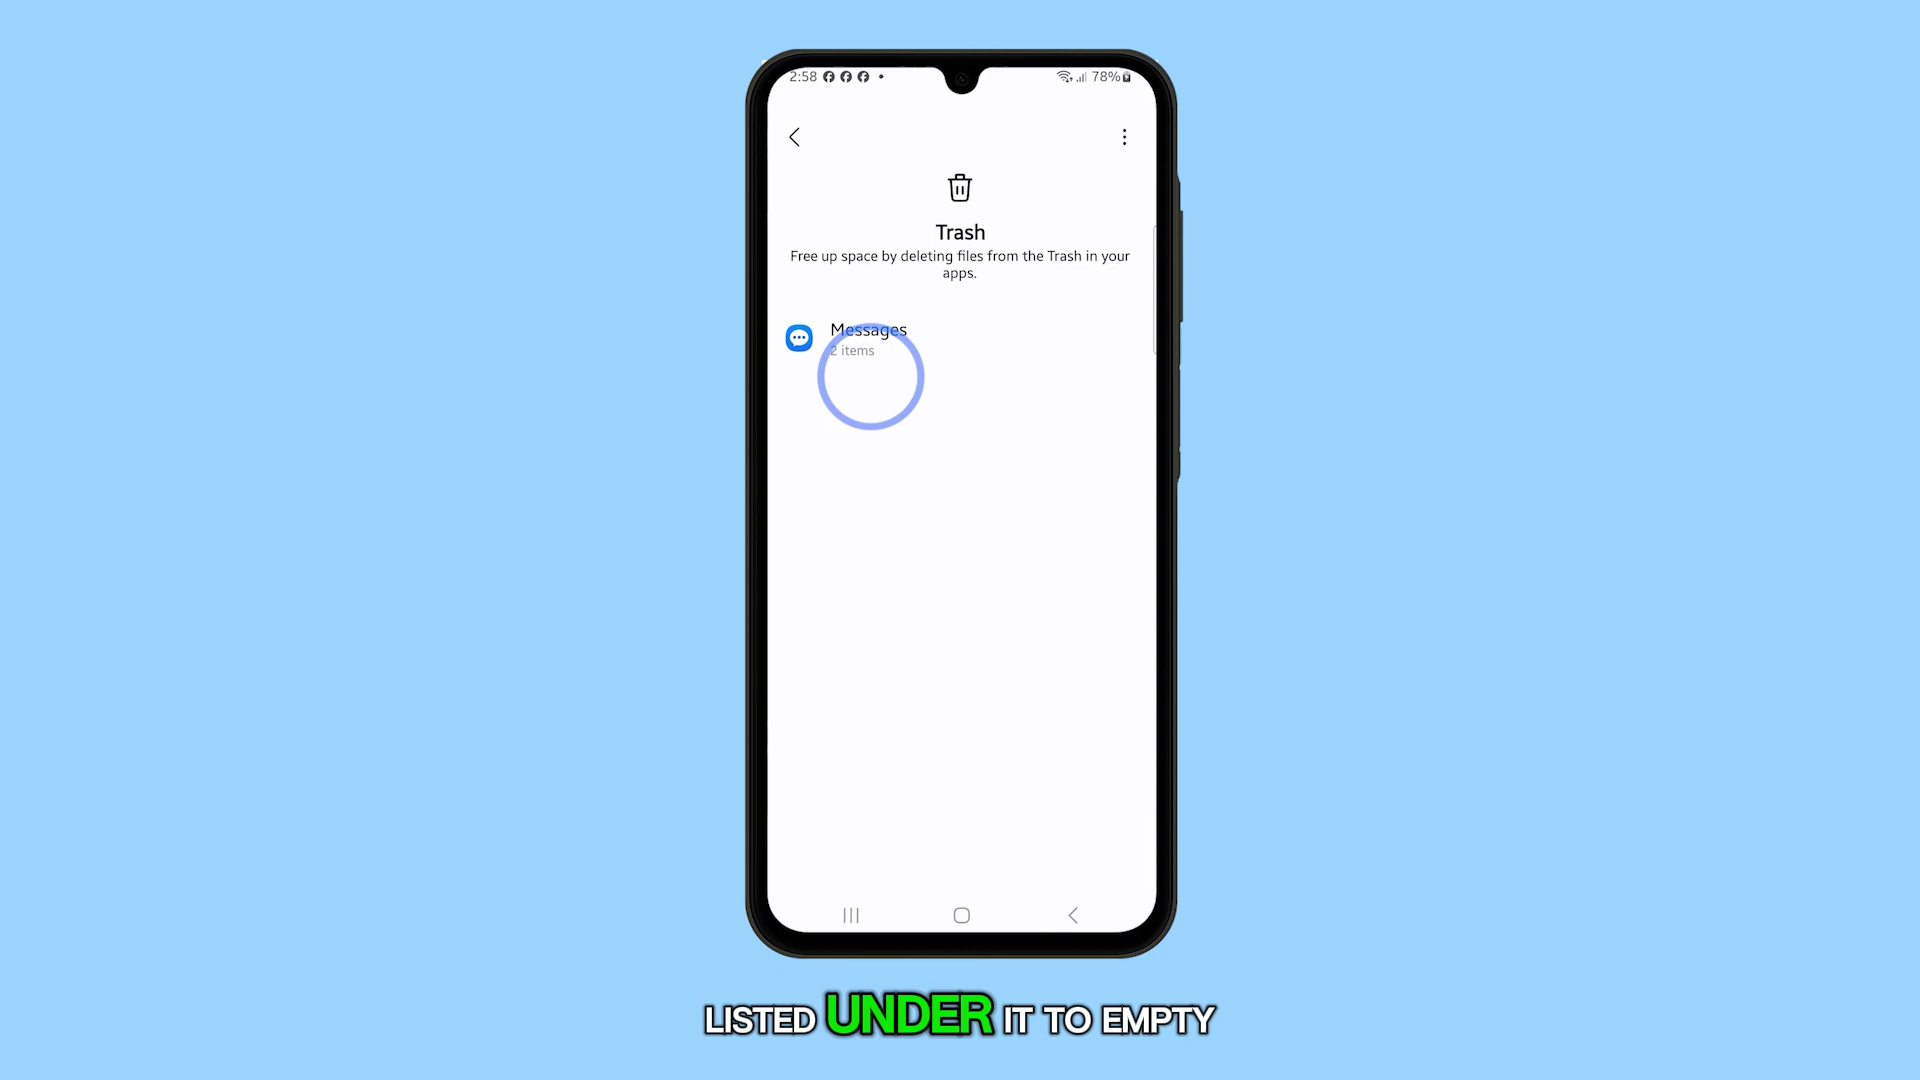 2:58
78%
Trash
Free up space by deleting files from the Trash in your
apps.
Messages
2 items
LISTED UNDER IT TO EMPTY